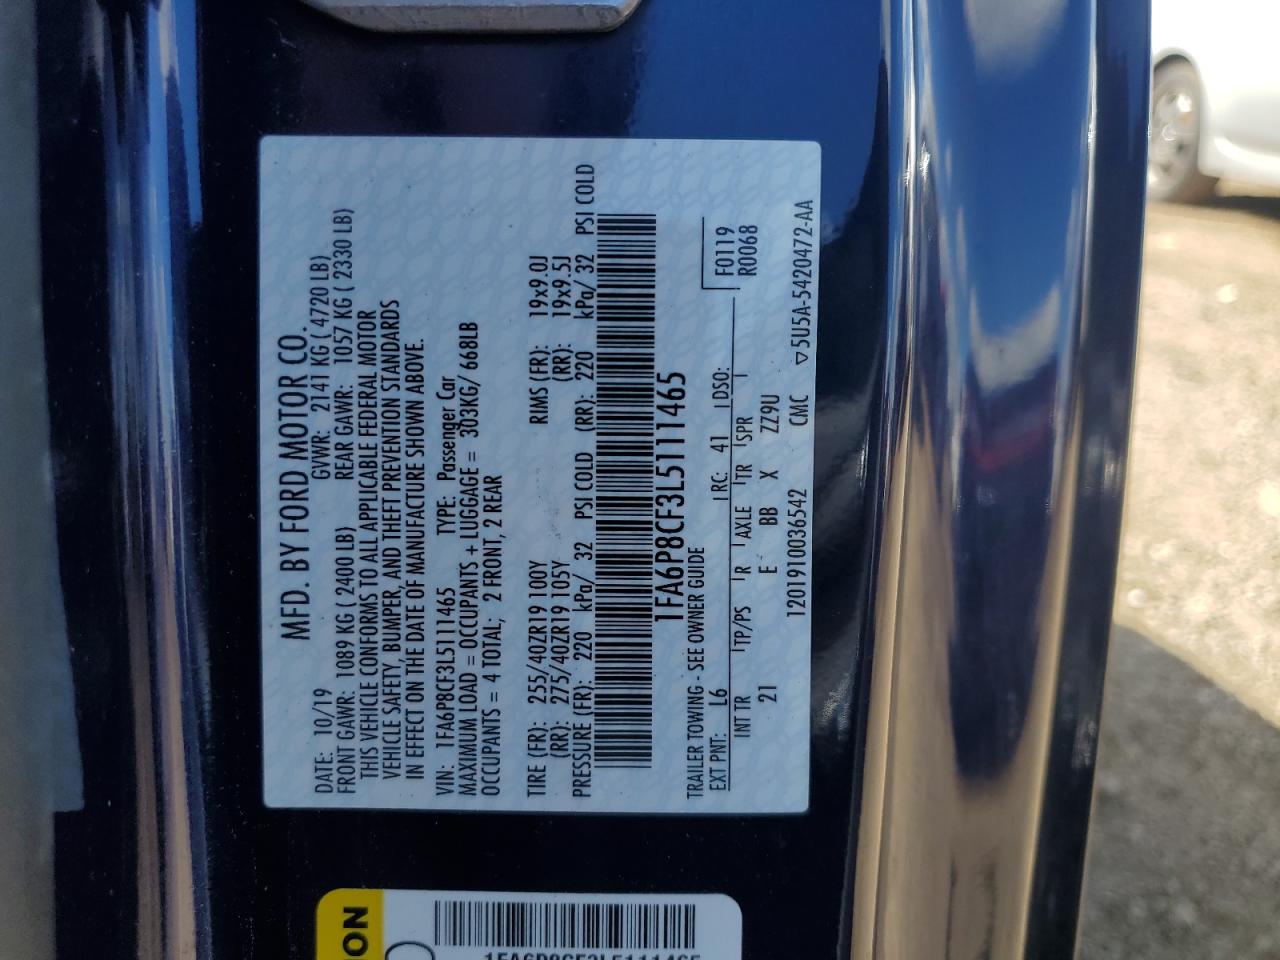 MFD. BY FORD MOTOR CO.
DATE: 10/19 GVWR: 2141 KG ( 4720 LB)
FRONT GAWR: 1089 KG ( 2400 LB) REAR GAWR: 1057 KG ( 2330 LB)
THIS VEHICLE CONFORMS TO ALL APPLICABLE FEDERAL MOTOR
VEHICLE SAFETY, BUMPER, AND THEFT PREVENTION STANDARDS
IN EFFECT ON THE DATE OF MANUFACTURE SHOWN ABOVE.
VIN: 1FA6P8CF3L5111465 TYPE: Passenger Car
MAXIMUM LOAD = OCCUPANTS + LUGGAGE = 303KG/ 668LB
OCCUPANTS = 4 TOTAL; 2 FRONT, 2 REAR
TIRE (FR): 255/40ZR19 100Y RIMS (FR): 19x9.0J
(RR): 275/40ZR19 105Y (RR): 19x9.5J
PRESSURE (FR): 220 kPa/ 32 PSI COLD (RR): 220 kPa/ 32 PSI COLD
1FA6P8CF3L5111465
TRAILER TOWING - SEE OWNER GUIDE F0119
EXT PNT: L6 RC: 41 DSO: R0068
INT TR TP/PS R AXLE TR SPR
21 E BB X ZZ9U
1201910036542 CMC ▽5U5A-5420472-AA
ION
1FA6P8CF3L5111465